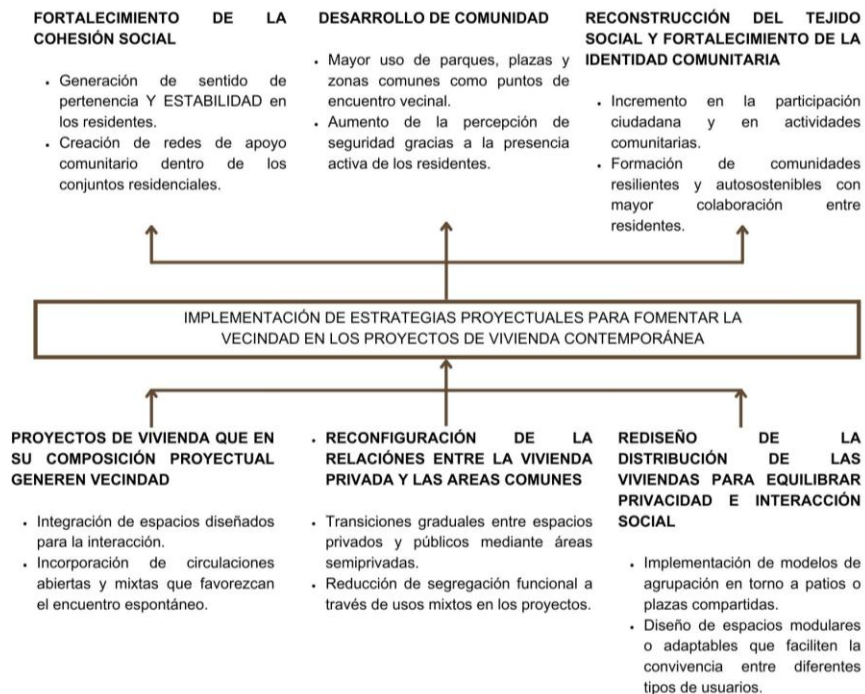 FORTALECIMIENTO DE LA
COHESIÓN SOCIAL
• Generación de sentido de
pertenencia Y ESTABILIDAD en
los residentes.
• Creación de redes de apoyo
comunitario dentro de los
conjuntos residenciales.
DESARROLLO DE COMUNIDAD
• Mayor uso de parques, plazas y
zonas comunes como puntos de
encuentro vecinal.
• Aumento de la percepción de
seguridad gracias a la presencia
activa de los residentes.
RECONSTRUCCIÓN DEL TEJIDO
SOCIAL Y FORTALECIMIENTO DE LA
IDENTIDAD COMUNITARIA
• Incremento en la participación
ciudadana y en actividades
comunitarias.
• Formación de comunidades
resilientes y autosostenibles con
mayor colaboración entre
residentes.
IMPLEMENTACIÓN DE ESTRATEGIAS PROYECTUALES PARA FOMENTAR LA
VECINDAD EN LOS PROYECTOS DE VIVIENDA CONTEMPORÁNEA
PROYECTOS DE VIVIENDA QUE EN
SU COMPOSICIÓN PROYECTUAL
GENEREN VECINDAD
• Integración de espacios diseñados
para la interacción.
• Incorporación de circulaciones
abiertas y mixtas que favorezcan
el encuentro espontáneo.
• RECONFIGURACIÓN DE LA
RELACIÓNES ENTRE LA VIVIENDA
PRIVADA Y LAS AREAS COMUNES
• Transiciones graduales entre espacios
privados y públicos mediante áreas
semiprivadas.
• Reducción de segregación funcional a
través de usos mixtos en los proyectos.
REDISEÑO DE LA
DISTRIBUCIÓN DE LAS
VIVIENDAS PARA EQUILIBRAR
PRIVACIDAD E INTERACCIÓN
SOCIAL
• Implementación de modelos de
agrupación en torno a patios o
plazas compartidas.
• Diseño de espacios modulares
o adaptables que faciliten la
convivencia entre diferentes
tipos de usuarios.